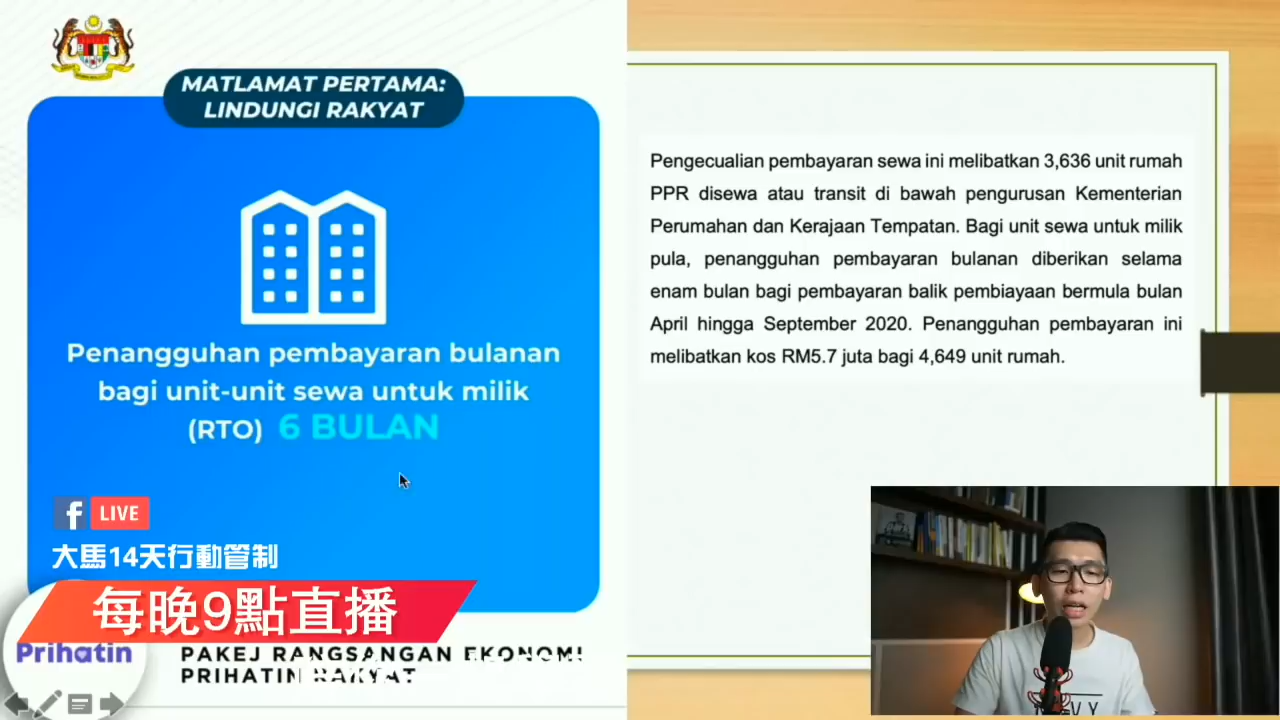 MATLAMAT PERTAMA:
LINDUNGI RAKYAT
Penangguhan pembayaran bulanan
bagi unit-unit sewa untuk milik
(RTO) 6 BULAN
f LIVE
大馬14天行動管制
每晚9點直播
Prihatin
PAKEJ RANGSANGAN EKONOMI
PRIHATIN RAKYAT
Pengecualian pembayaran sewa ini melibatkan 3,636 unit rumah
PPR disewa atau transit di bawah pengurusan Kementerian
Perumahan dan Kerajaan Tempatan. Bagi unit sewa untuk milik
pula, penangguhan pembayaran bulanan diberikan selama
enam bulan bagi pembayaran balik pembiayaan bermula bulan
April hingga September 2020. Penangguhan pembayaran ini
melibatkan kos RM5.7 juta bagi 4,649 unit rumah.